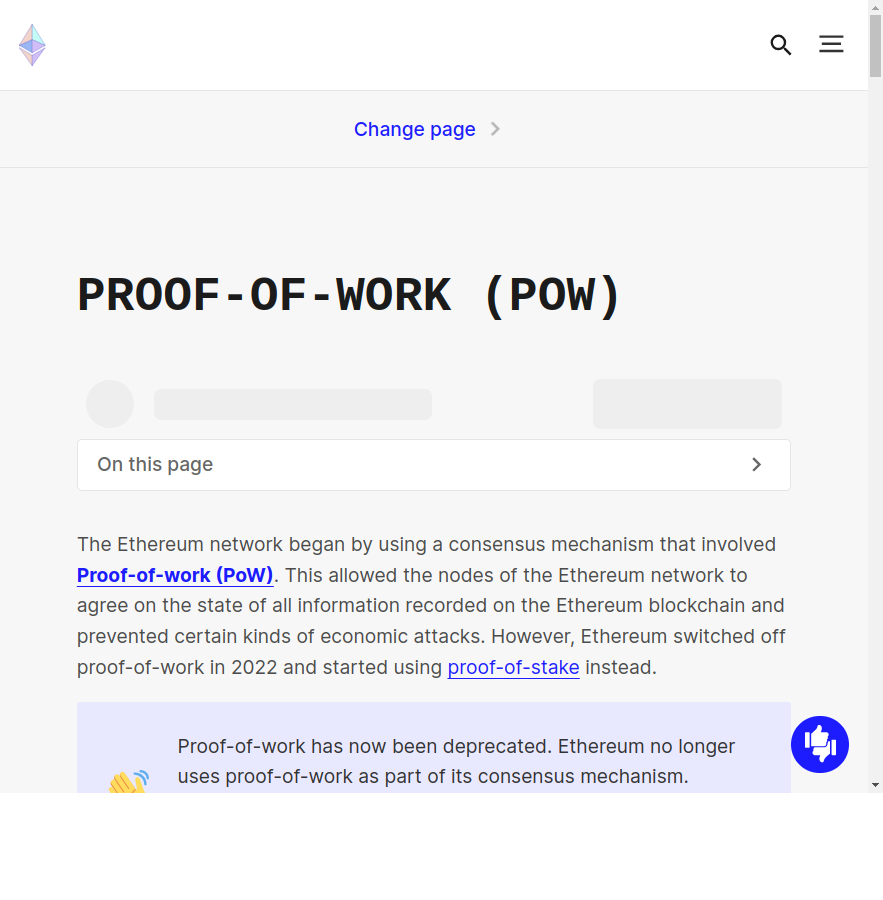 Change page
PROOF-OF-WORK (POW)
On this page
The Ethereum network began by using a consensus mechanism that involved
Proof-of-work (PoW). This allowed the nodes of the Ethereum network to
agree on the state of all information recorded on the Ethereum blockchain and
prevented certain kinds of economic attacks. However, Ethereum switched off
proof-of-work in 2022 and started using proof-of-stake instead.
Proof-of-work has now been deprecated. Ethereum no longer
uses proof-of-work as part of its consensus mechanism.